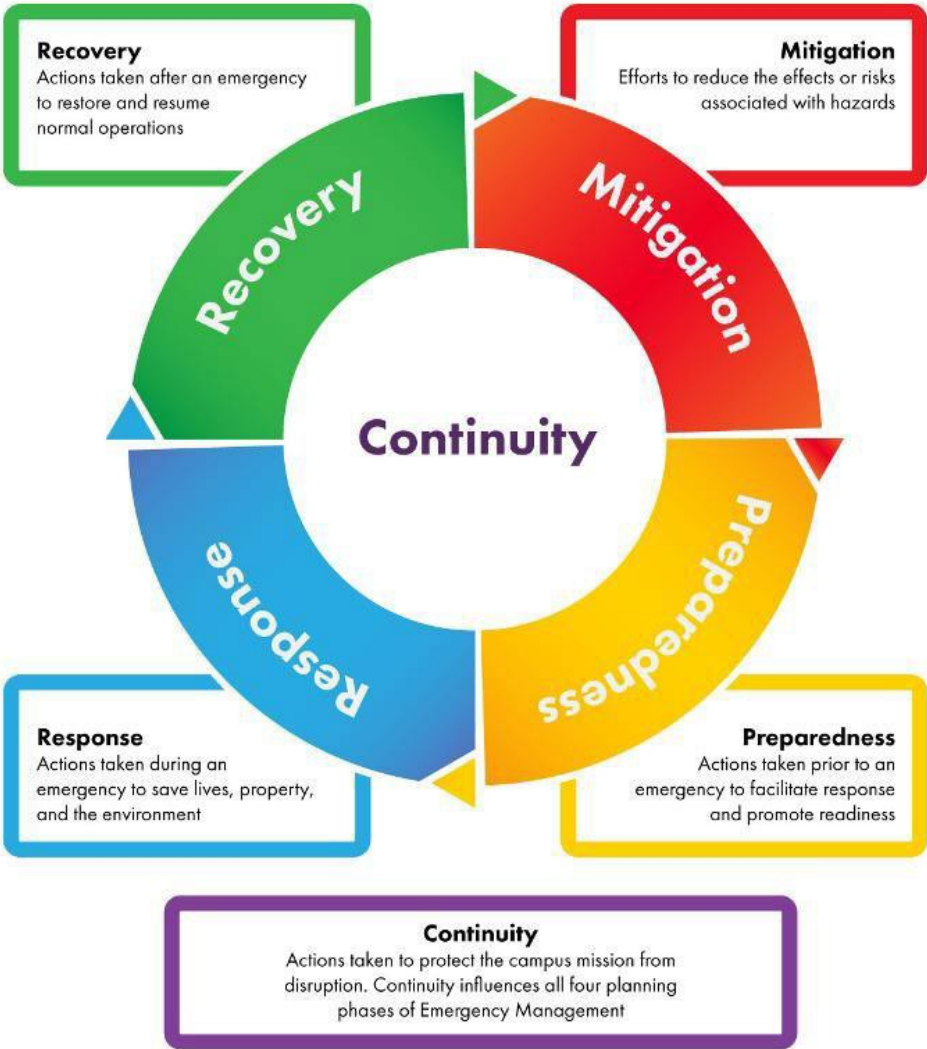 Recovery
Actions taken after an emergency
to restore and resume
normal operations
Mitigation
Efforts to reduce the effects or risks
associated with hazards
Recovery
Mitigation
Continuity
Response
Preparedness
Response
Actions taken during an
emergency to save lives, property,
and the environment
Preparedness
Actions taken prior to an
emergency to facilitate response
and promote readiness
Continuity
Actions taken to protect the campus mission from
disruption. Continuity influences all four planning
phases of Emergency Management